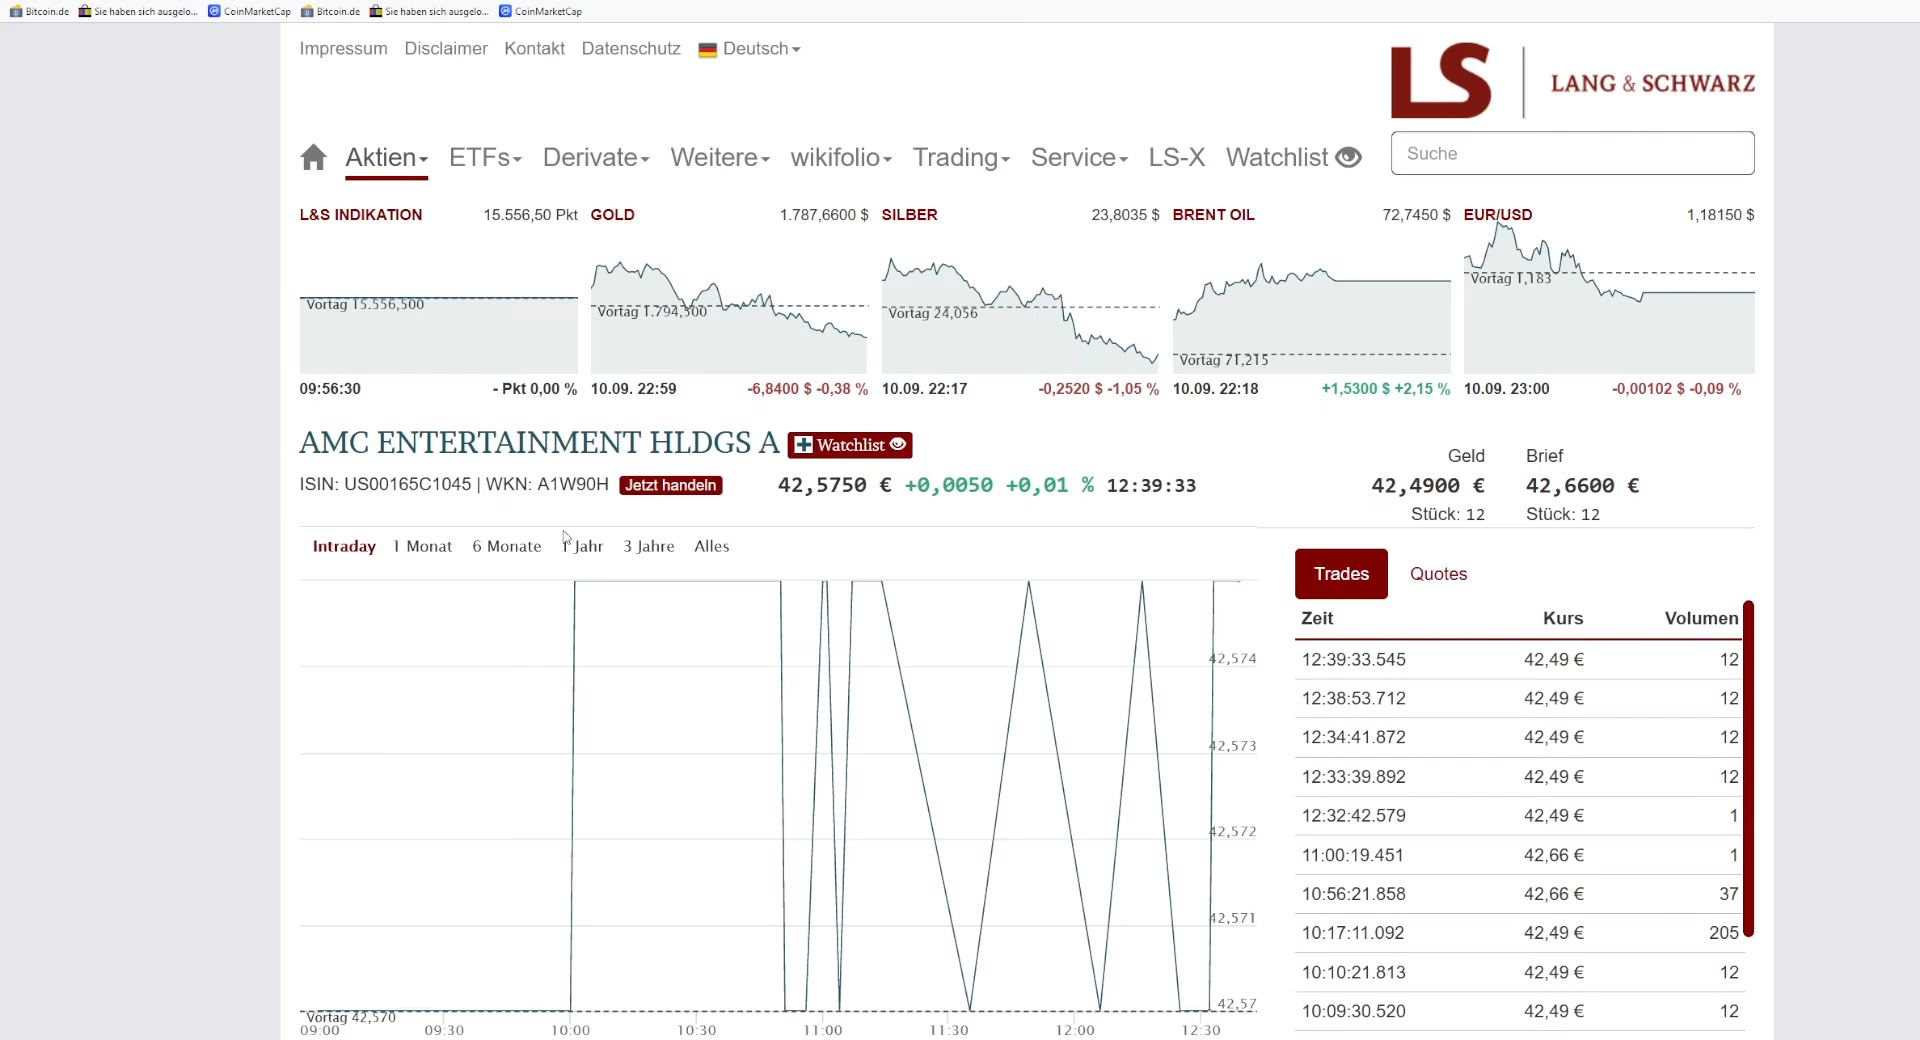 Bitcoin.de Sie haben sich ausgelo... CoinMarketCap Bitcoin.de Sie haben sich ausgelo... CoinMarketCap
Impressum Disclaimer Kontakt Datenschutz Deutsch
LS LANG & SCHWARZ
Aktien ETFs Derivate Weitere wikifolio Trading Service LS-X Watchlist
Suche
L&S INDIKATION 15.556,50 Pkt GOLD 1.787,6600 $ SILBER 23,8035 $ BRENT OIL 72,7450 $ EUR/USD 1,18150 $
Vortag 15.556,500 Vortag 1.794,500 Vortag 24,056 Vortag 71,215 Vortag 1,183
09:56:30 - Pkt 0,00 % 10.09. 22:59 -6,8400 $ -0,38 % 10.09. 22:17 -0,2520 $ -1,05 % 10.09. 22:18 +1,5300 $ +2,15 % 10.09. 23:00 -0,00102 $ -0,09 %
AMC ENTERTAINMENT HLDGS A Watchlist
Geld Brief
ISIN: US00165C1045 | WKN: A1W90H Jetzt handeln 42,5750 € +0,0050 +0,01 % 12:39:33 42,4900 € 42,6600 €
Stück: 12 Stück: 12
Intraday 1 Monat 6 Monate 1 Jahr 3 Jahre Alles
42,574
42,573
42,572
42,571
42,57
Vortag 42,570
09:00 09:30 10:00 10:30 11:00 11:30 12:00 12:30
Trades Quotes
Zeit Kurs Volumen
12:39:33.545 42,49 € 12
12:38:53.712 42,49 € 12
12:34:41.872 42,49 € 12
12:33:39.892 42,49 € 12
12:32:42.579 42,49 € 1
11:00:19.451 42,66 € 1
10:56:21.858 42,66 € 37
10:17:11.092 42,49 € 205
10:10:21.813 42,49 € 12
10:09:30.520 42,49 € 12